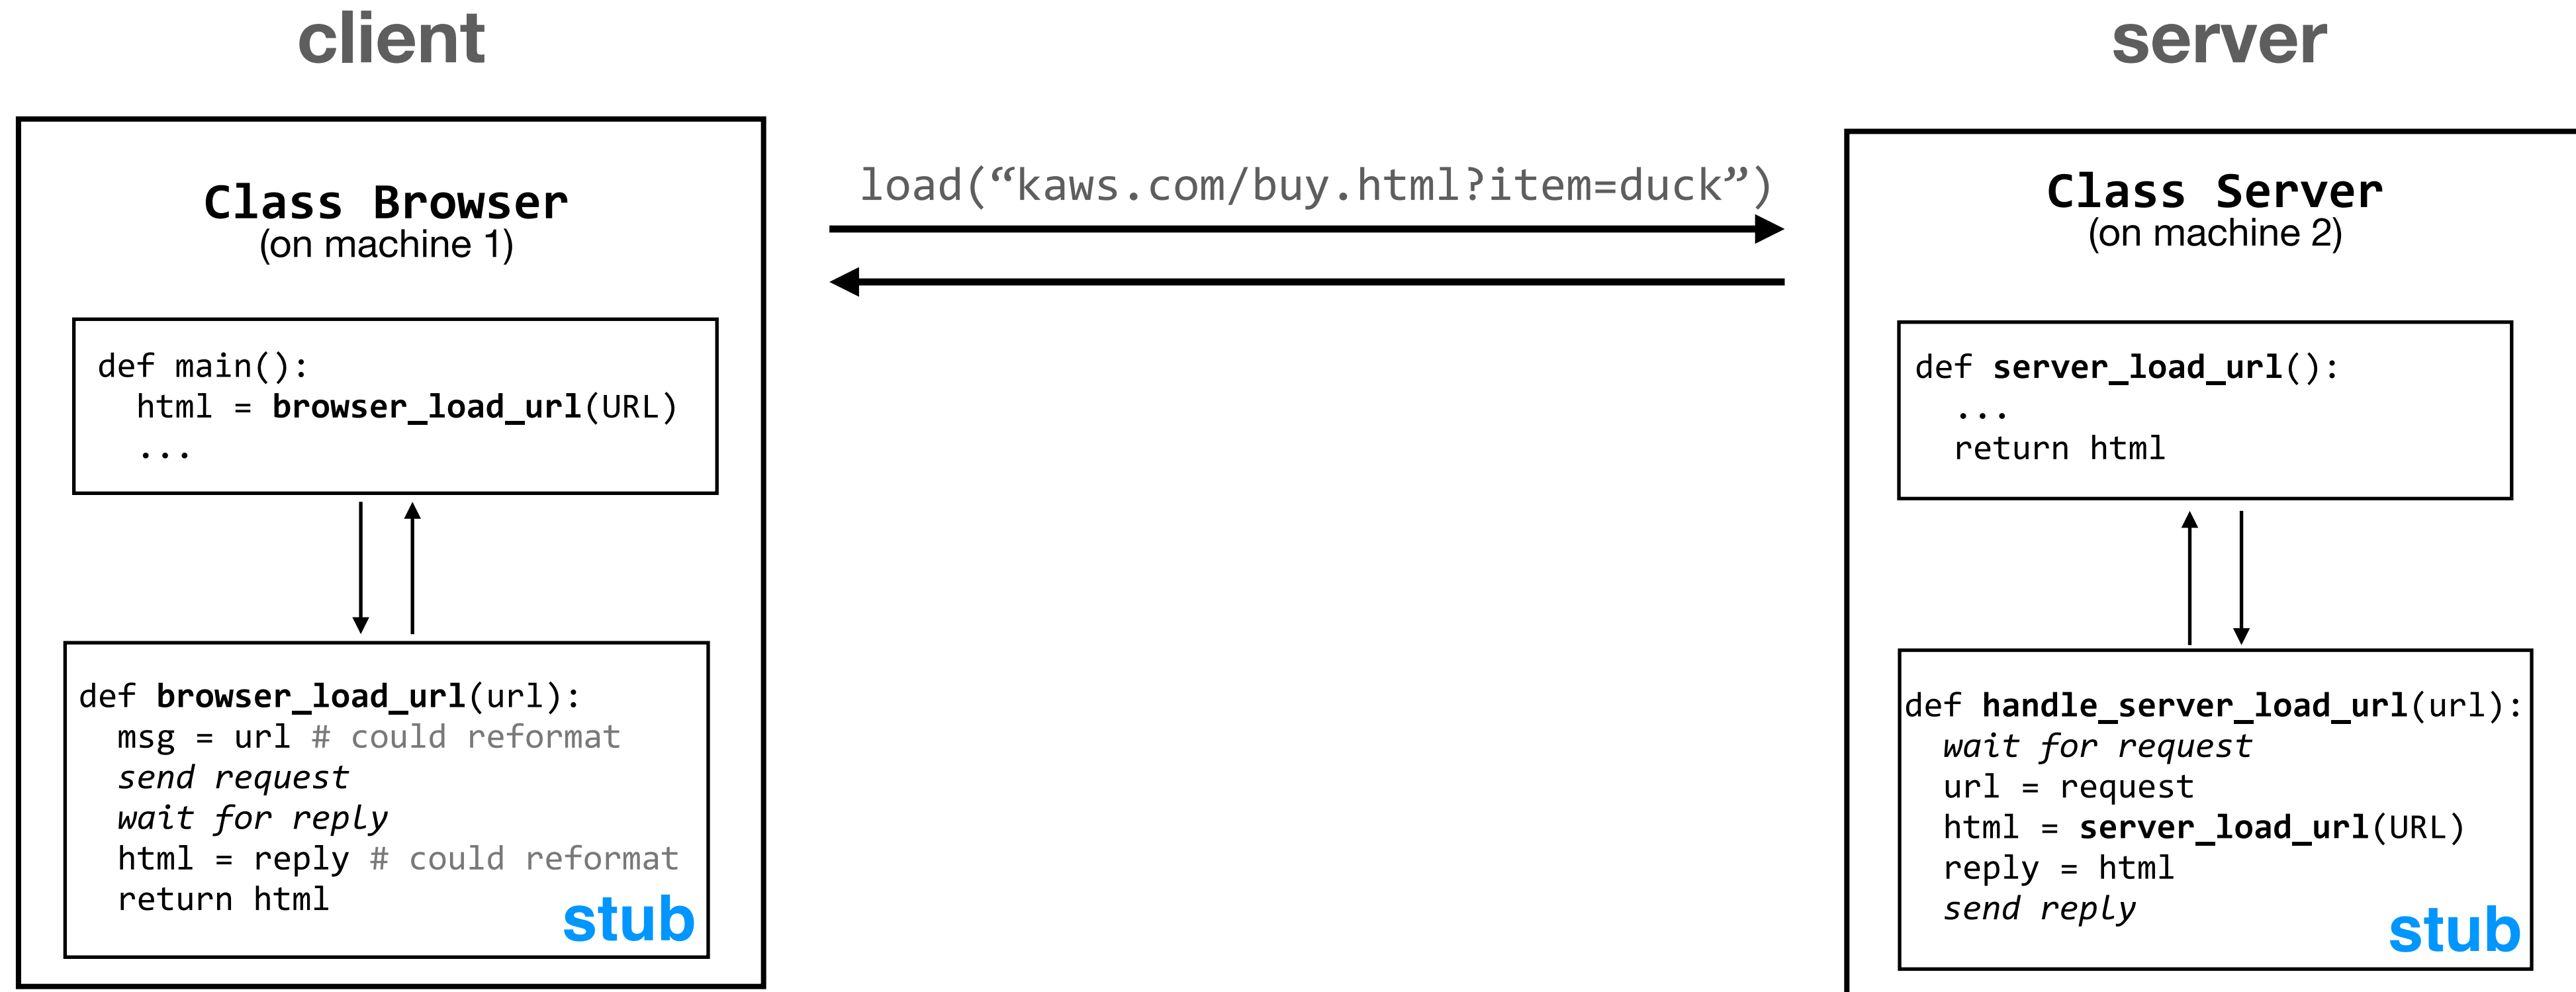 client
server
Class Browser
(on machine 1)
def main():
html = browser_load_url(URL)
...
def browser_load_url(url):
msg = url # could reformat
send request
wait for reply
html = reply # could reformat
return html
stub
load(“kaws.com/buy.html?item=duck”)
Class Server
(on machine 2)
def server_load_url():
...
return html
def handle_server_load_url(url):
wait for request
url = request
html = server_load_url(URL)
reply = html
send reply
stub